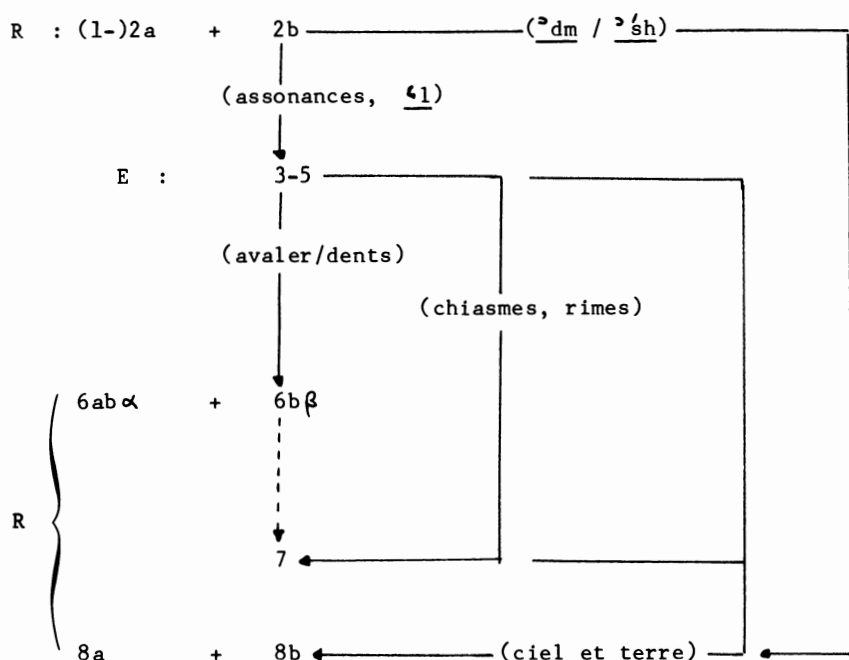 R : (1-)2a + 2b (ʾdm / ʿśh)
(assonances, ʿl)
E : 3-5
(avaler/dents)
(chiasmes, rimes)
6abα + 6bβ
R
7
8a + 8b (ciel et terre)